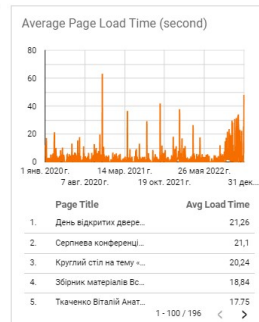 Average Page Load Time (second)
80
60
40
20
0
1 янв. 2020 г.
14 мар. 2021 г.
26 мая 2022 г.
7 авг. 2020 г.
19 окт. 2021 г.
31 дек...
Page Title Avg Load Time
1. День відкритих двере... 21,26
2. Серпнева конференці... 21,1
3. Круглий стіл на тему «... 20,24
4. Збірник матеріалів Вс... 18,84
5. Ткаченко Віталій Анат... 17.75
1 - 100 / 196 < >